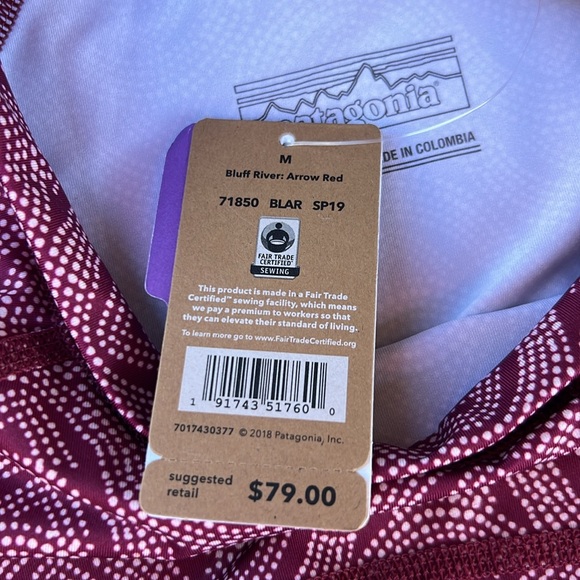 patagonia®
DE IN COLOMBIA
M
Bluff River: Arrow Red
71850 BLAR SP19
FAIR TRADE
CERTIFIED™
SEWING
This product is made in a Fair Trade
Certified™ sewing facility, which means
we pay a premium to workers so that
they can elevate their standard of living.
To learn more go to www.FairTradeCertified.org
1 91743 51760 0
7017430377 © 2018 Patagonia, Inc.
suggested
retail
$79.00